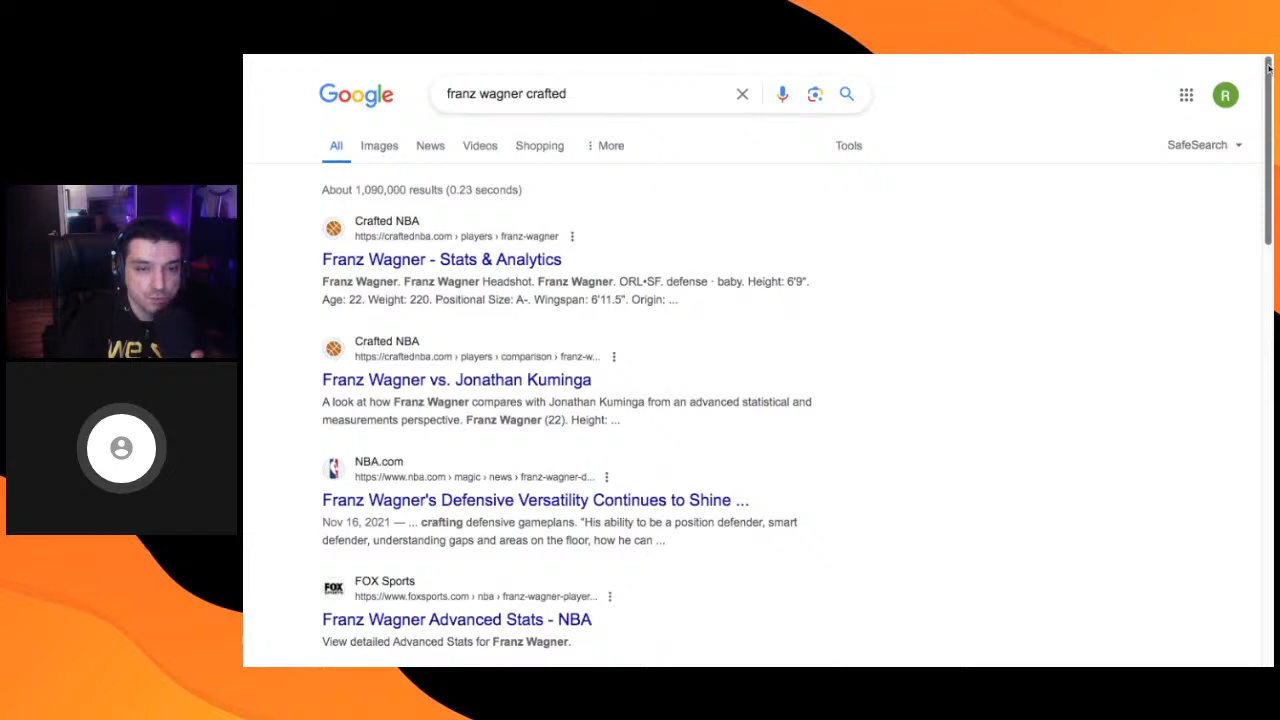 Google
franz wagner crafted
R
All Images News Videos Shopping More Tools SafeSearch
About 1,090,000 results (0.23 seconds)
Crafted NBA
https://craftednba.com › players › franz-wagner
Franz Wagner - Stats & Analytics
Franz Wagner. Franz Wagner Headshot. Franz Wagner. ORL•SF. defense · baby. Height: 6'9".
Age: 22. Weight: 220. Positional Size: A-. Wingspan: 6'11.5". Origin: ...
Crafted NBA
https://craftednba.com › players › comparison › franz-w...
Franz Wagner vs. Jonathan Kuminga
A look at how Franz Wagner compares with Jonathan Kuminga from an advanced statistical and
measurements perspective. Franz Wagner (22). Height: ...
NBA.com
https://www.nba.com › magic › news › franz-wagner-d...
Franz Wagner's Defensive Versatility Continues to Shine ...
Nov 16, 2021 — ... crafting defensive gameplans. "His ability to be a position defender, smart
defender, understanding gaps and areas on the floor, how he can ...
FOX Sports
https://www.foxsports.com › nba › franz-wagner-player...
Franz Wagner Advanced Stats - NBA
View detailed Advanced Stats for Franz Wagner.